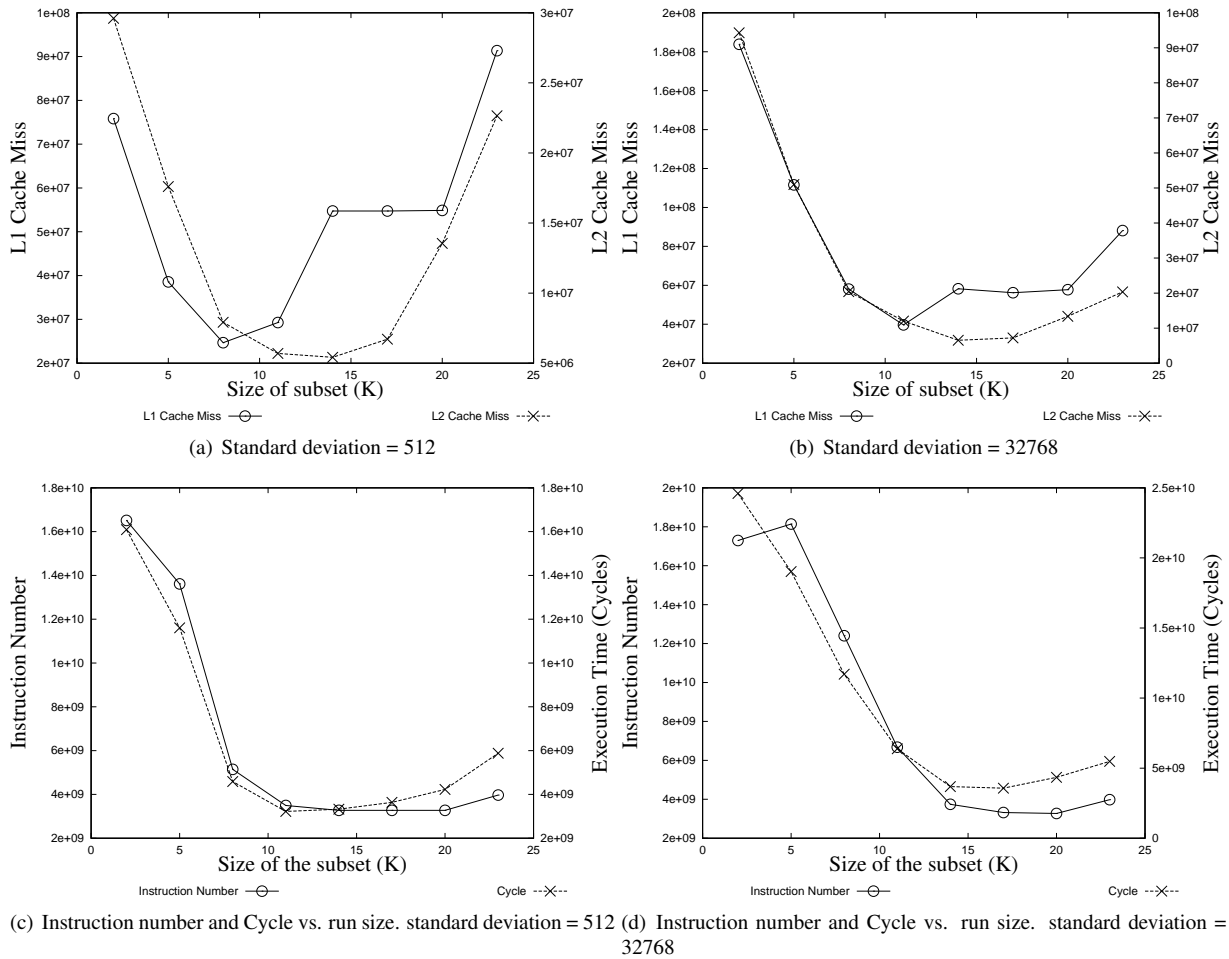 1e+08
9e+07
8e+07
7e+07
6e+07
5e+07
4e+07
3e+07
2e+07
L1 Cache Miss
3e+07
2.5e+07
2e+07
1.5e+07
1e+07
5e+06
L2 Cache Miss
0 5 10 15 20 25
Size of subset (K)
L1 Cache Miss L2 Cache Miss
(a) Standard deviation = 512
2e+08
1.8e+08
1.6e+08
1.4e+08
1.2e+08
1e+08
8e+07
6e+07
4e+07
2e+07
L1 Cache Miss
1e+08
9e+07
8e+07
7e+07
6e+07
5e+07
4e+07
3e+07
2e+07
1e+07
0
L2 Cache Miss
0 5 10 15 20 25
Size of subset (K)
L1 Cache Miss L2 Cache Miss
(b) Standard deviation = 32768
1.8e+10
1.6e+10
1.4e+10
1.2e+10
1e+10
8e+09
6e+09
4e+09
2e+09
Instruction Number
1.8e+10
1.6e+10
1.4e+10
1.2e+10
1e+10
8e+09
6e+09
4e+09
2e+09
Execution Time (Cycles)
0 5 10 15 20 25
Size of the subset (K)
Instruction Number Cycle
(c) Instruction number and Cycle vs. run size. standard deviation = 512
2e+10
1.8e+10
1.6e+10
1.4e+10
1.2e+10
1e+10
8e+09
6e+09
4e+09
2e+09
Instruction Number
2.5e+10
2e+10
1.5e+10
1e+10
5e+09
0
Execution Time (Cycles)
0 5 10 15 20 25
Size of the subset (K)
Instruction Number Cycle
(d) Instruction number and Cycle vs. run size. standard deviation =
32768